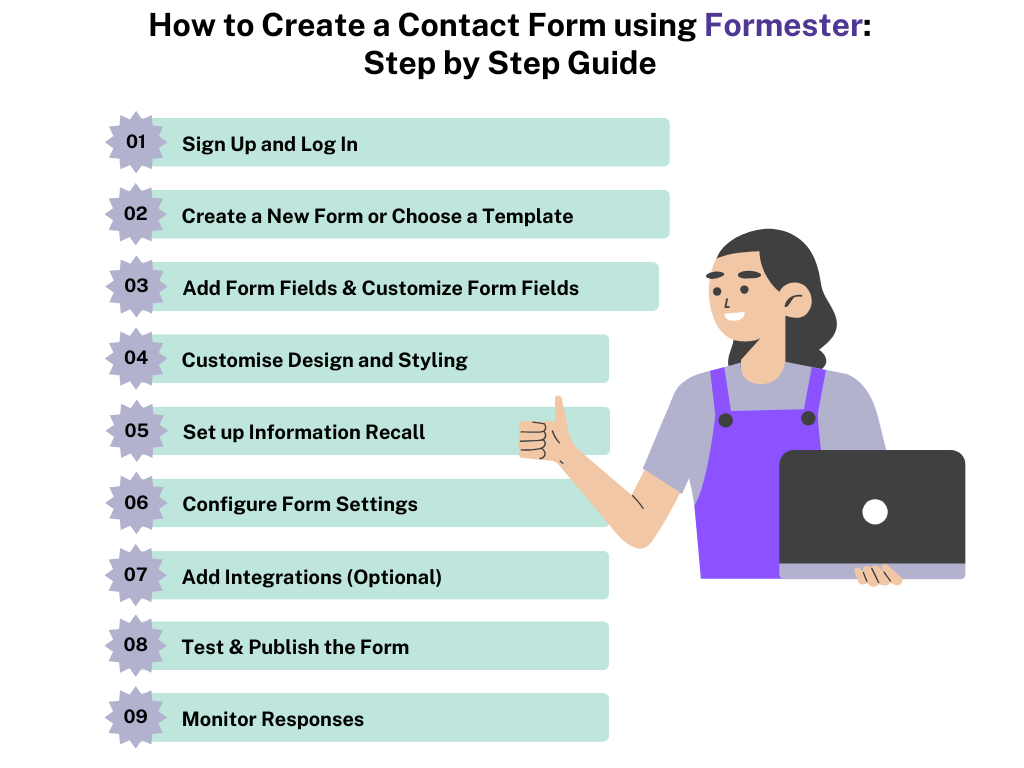 How to Create a Contact Form using Formester:
Step by Step Guide
01 Sign Up and Log In
02 Create a New Form or Choose a Template
03 Add Form Fields & Customize Form Fields
04 Customise Design and Styling
05 Set up Information Recall
06 Configure Form Settings
07 Add Integrations (Optional)
08 Test & Publish the Form
09 Monitor Responses